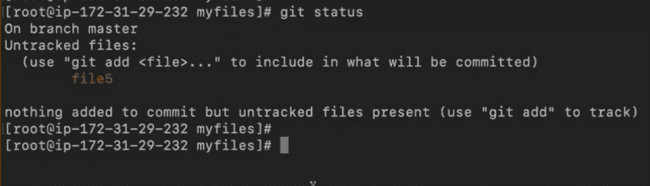 [root@ip-172-31-29-232 myfiles]# git status
On branch master
Untracked files:
  (use "git add <file>..." to include in what will be committed)
        file5

nothing added to commit but untracked files present (use "git add" to track)
[root@ip-172-31-29-232 myfiles]#
[root@ip-172-31-29-232 myfiles]#